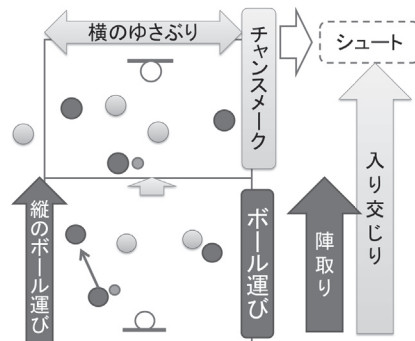 横のゆさぶり
チャンスメーク
シュート
縦のボール運び
ボール運び
陣取り
入り交じり